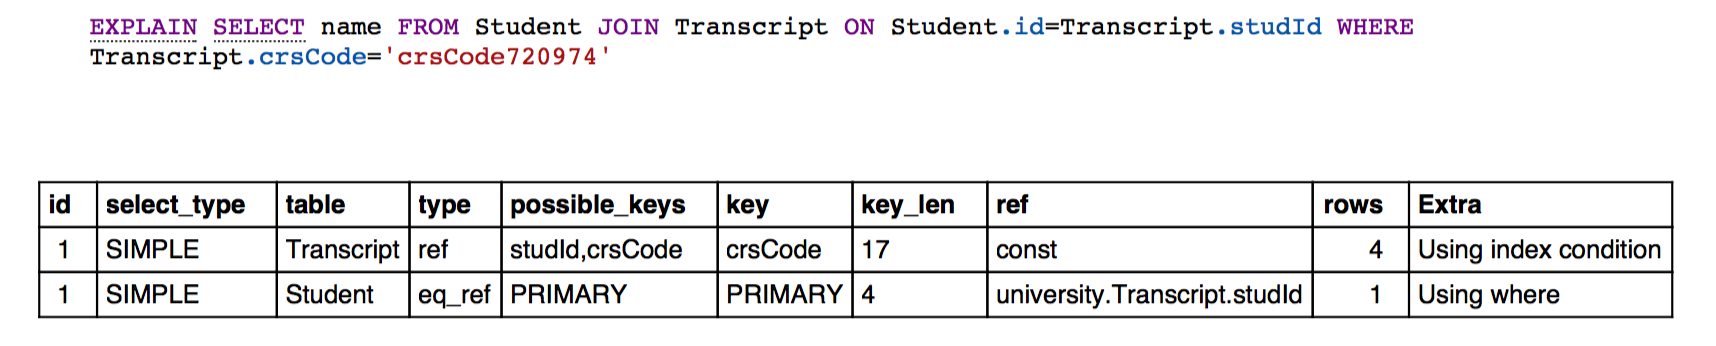 EXPLAIN SELECT name FROM Student JOIN Transcript ON Student.id=Transcript.studId WHERE
Transcript.crsCode='crsCode720974'
id select_type table type possible_keys key key_len ref rows Extra
1 SIMPLE Transcript ref studId,crsCode crsCode 17 const 4 Using index condition
1 SIMPLE Student eq_ref PRIMARY PRIMARY 4 university.Transcript.studId 1 Using where